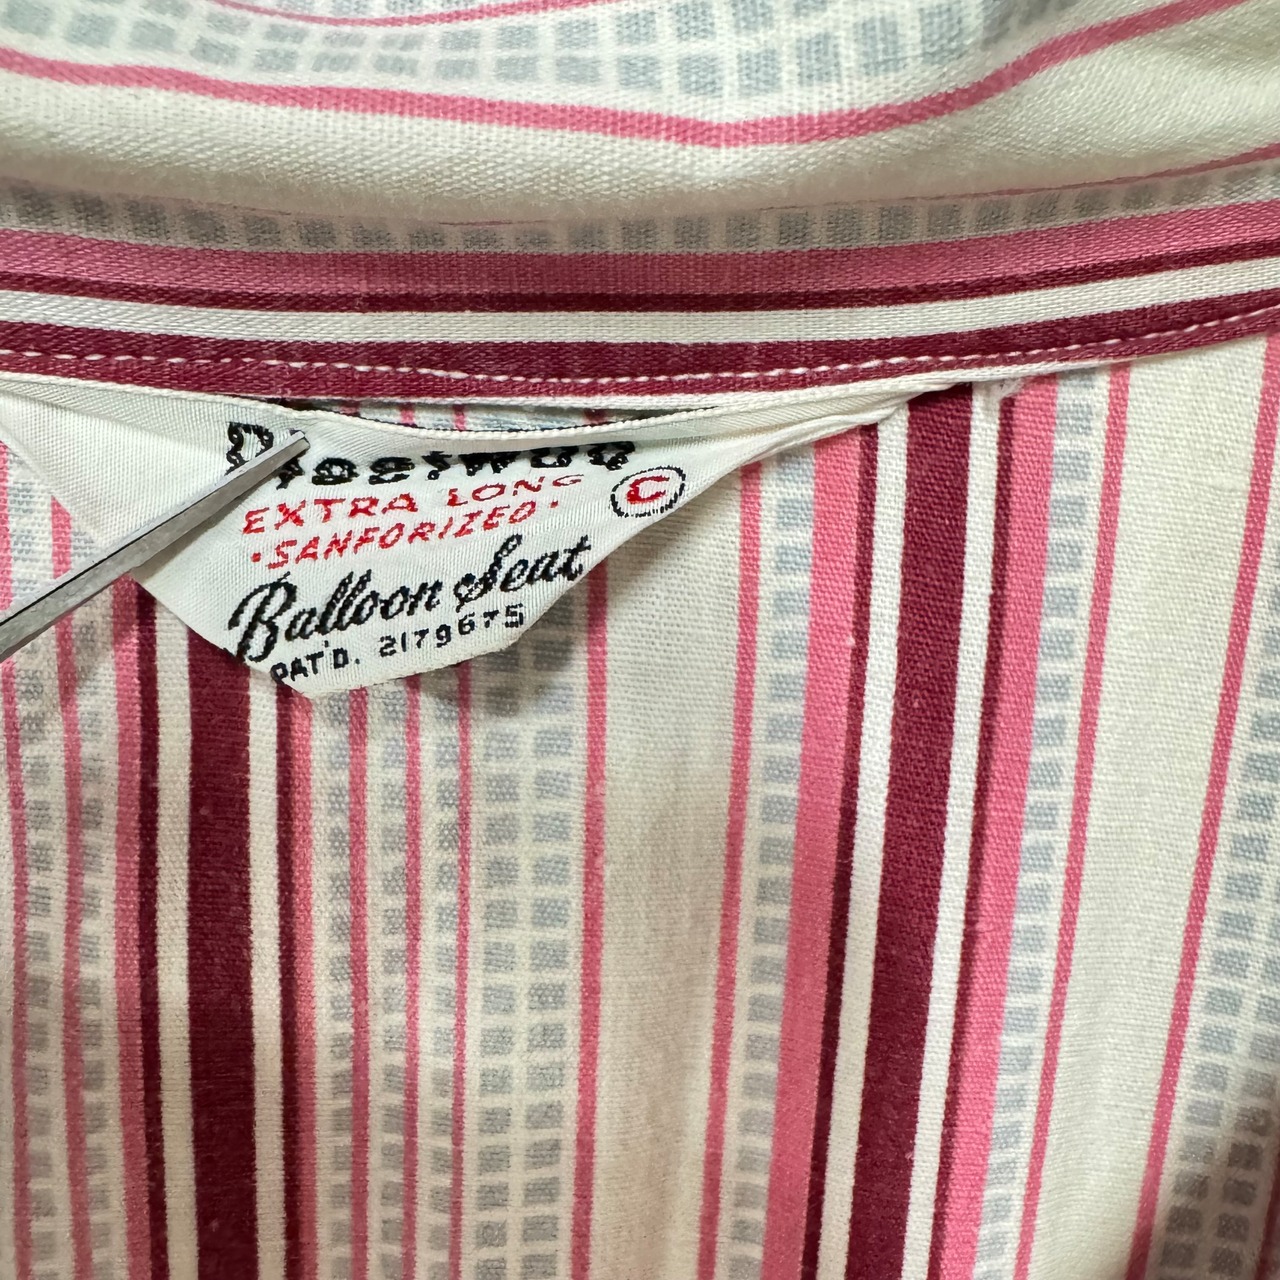 EXTRA LONG
C
•SANFORIZED•
Balloon Seat
PAT'D. 2179675